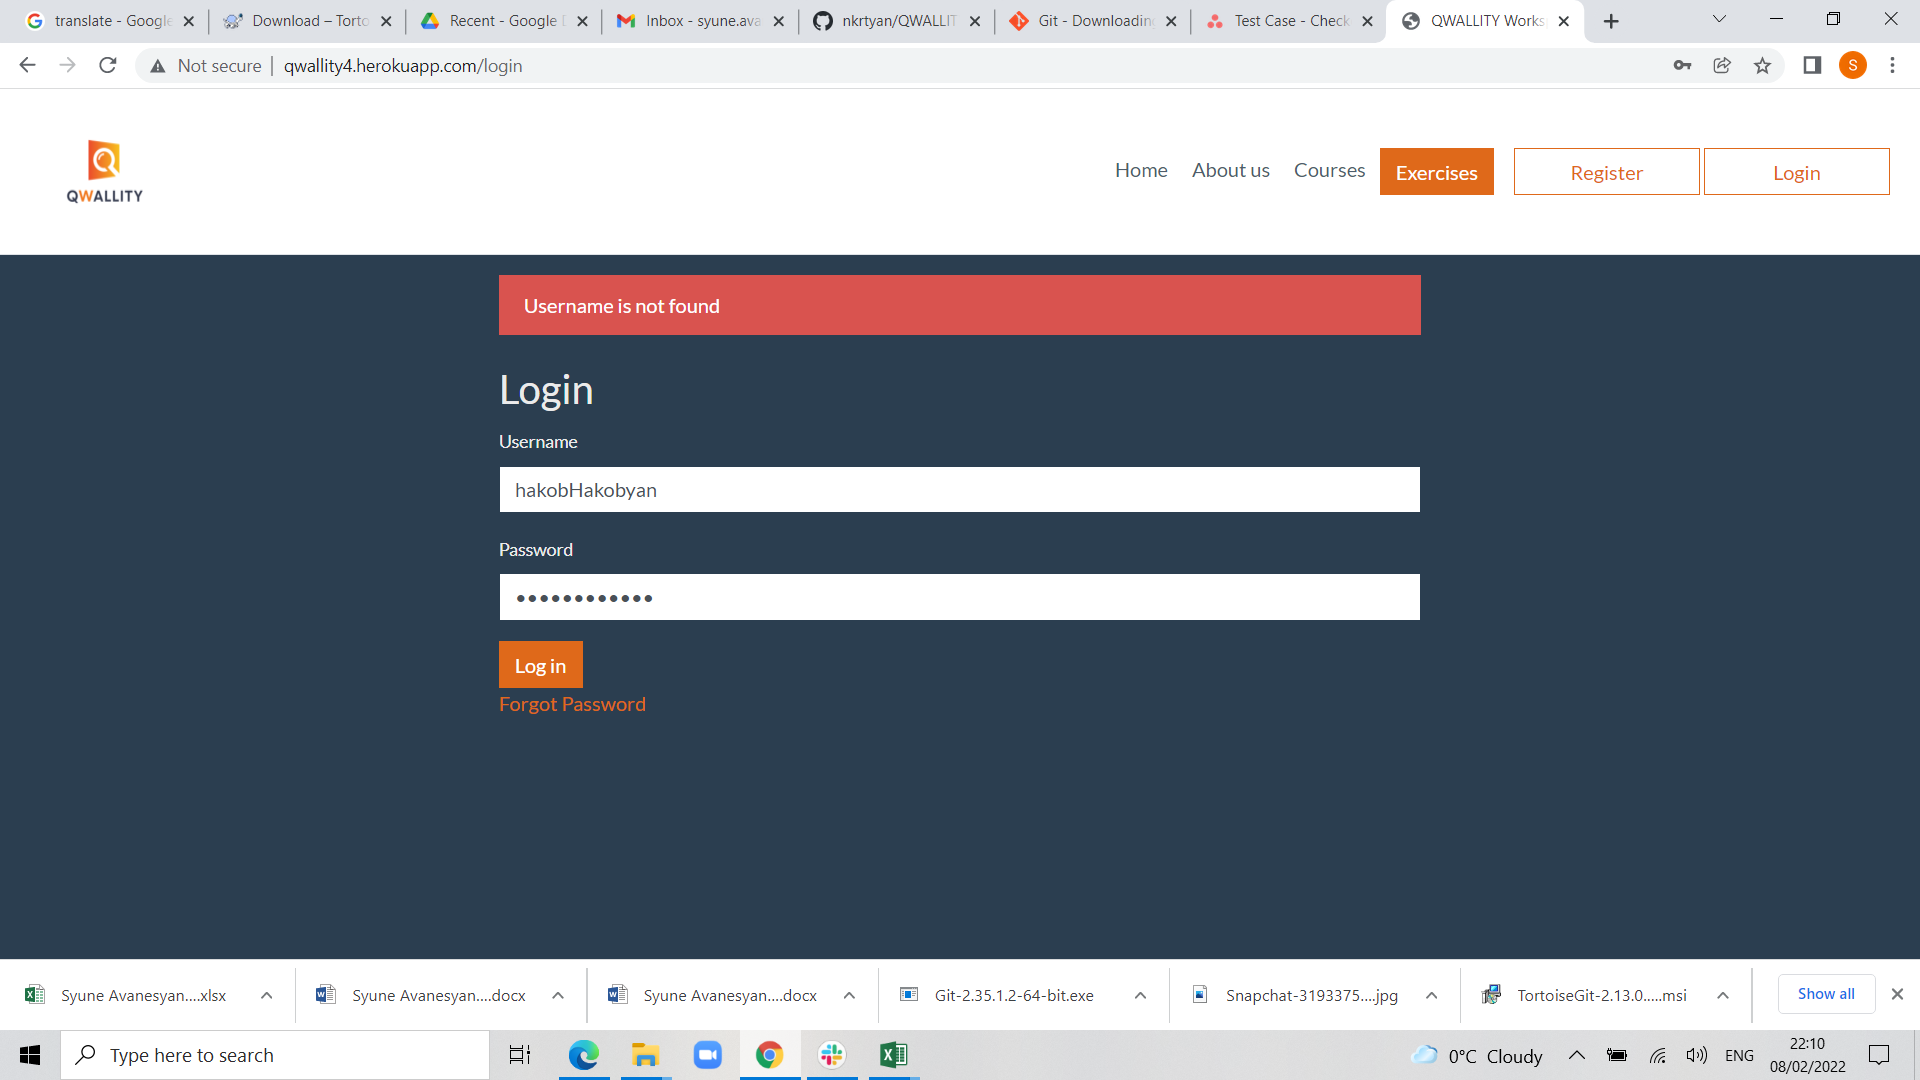 translate - Google
Download – Torto
Recent - Google D
Inbox - syune.ava
nkrtyan/QWALLIT
Git - Downloading
Test Case - Check
QWALLITY Works
Not secure
qwallity4.herokuapp.com/login
S
QWALLITY
Home
About us
Courses
Exercises
Register
Login
Username is not found
Login
Username
hakobHakobyan
Password
••••••••••••
Log in
Forgot Password
Syune Avanesyan....xlsx
Syune Avanesyan....docx
Syune Avanesyan....docx
Git-2.35.1.2-64-bit.exe
Snapchat-3193375....jpg
TortoiseGit-2.13.0.....msi
Show all
Type here to search
0°C Cloudy
ENG
22:10
08/02/2022